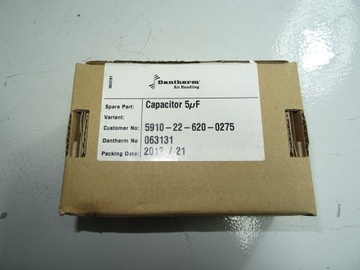 Dantherm®
Air Handling
Spare Part: Capacitor 5µF
Variant:
Customer No: 5910-22-620-0275
Dantherm No 063131
Packing Date: 2012 / 21